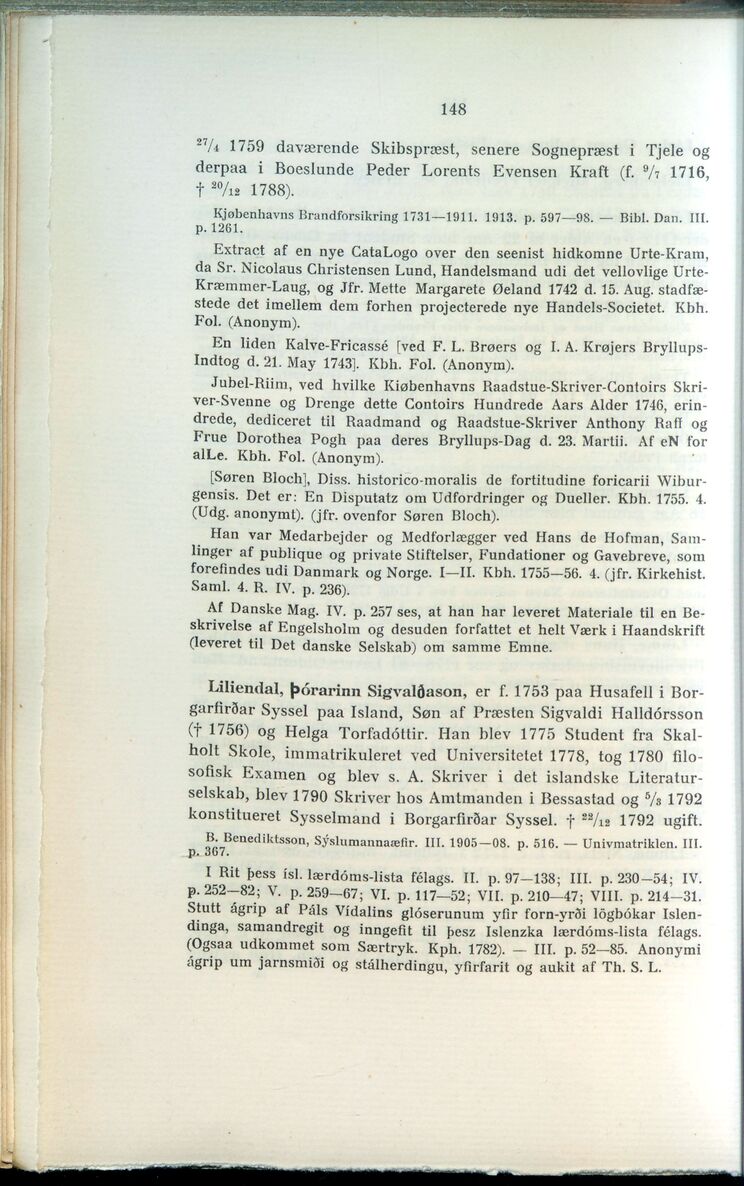 148
²⁷/₄ 1759 daværende Skibspræst, senere Sognepræst i Tjele og
derpaa i Boeslunde Peder Lorents Evensen Kraft (f. ⁹/₇ 1716,
† ²⁰/₁₂ 1788).
Kjøbenhavns Brandforsikring 1731—1911. 1913. p. 597—98. — Bibl. Dan. III.
p. 1261.
Extract af en nye CataLogo over den seenist hidkomne Urte-Kram,
da Sr. Nicolaus Christensen Lund, Handelsmand udi det vellovlige Urte-
Kræmmer-Laug, og Jfr. Mette Margarete Øeland 1742 d. 15. Aug. stadfæ-
stede det imellem dem forhen projecterede nye Handels-Societet. Kbh.
Fol. (Anonym).
En liden Kalve-Fricassé [ved F. L. Brøers og I. A. Krøjers Bryllups-
Indtog d. 21. May 1743]. Kbh. Fol. (Anonym).
Jubel-Riim, ved hvilke Kiøbenhavns Raadstue-Skriver-Contoirs Skri-
ver-Svenne og Drenge dette Contoirs Hundrede Aars Alder 1746, erin-
drede, dediceret til Raadmand og Raadstue-Skriver Anthony Raff og
Frue Dorothea Pogh paa deres Bryllups-Dag d. 23. Martii. Af eN for
alLe. Kbh. Fol. (Anonym).
[Søren Bloch], Diss. historico-moralis de fortitudine foricarii Wibur-
gensis. Det er: En Disputatz om Udfordringer og Dueller. Kbh. 1755. 4.
(Udg. anonymt). (jfr. ovenfor Søren Bloch).
Han var Medarbejder og Medforlægger ved Hans de Hofman, Sam-
linger af publique og private Stiftelser, Fundationer og Gavebreve, som
forefindes udi Danmark og Norge. I—II. Kbh. 1755—56. 4. (jfr. Kirkehist.
Saml. 4. R. IV. p. 236).
Af Danske Mag. IV. p. 257 ses, at han har leveret Materiale til en Be-
skrivelse af Engelsholm og desuden forfattet et helt Værk i Haandskrift
(leveret til Det danske Selskab) om samme Emne.
Liliendal, Þórarinn Sigvalðason, er f. 1753 paa Husafell i Bor-
garfirðar Syssel paa Island, Søn af Præsten Sigvaldi Halldórsson
(† 1756) og Helga Torfadóttir. Han blev 1775 Student fra Skal-
holt Skole, immatrikuleret ved Universitetet 1778, tog 1780 filo-
sofisk Examen og blev s. A. Skriver i det islandske Literatur-
selskab, blev 1790 Skriver hos Amtmanden i Bessastad og ⁵/₃ 1792
konstitueret Sysselmand i Borgarfirðar Syssel. † ²²/₁₂ 1792 ugift.
B. Benediktsson, Sýslumannaæfir. III. 1905—08. p. 516. — Univmatriklen. III.
p. 367.
I Rit þess ísl. lærdóms-lista félags. II. p. 97—138; III. p. 230—54; IV.
p. 252—82; V. p. 259—67; VI. p. 117—52; VII. p. 210—47; VIII. p. 214—31.
Stutt ágrip af Páls Vídalins glóserunum yfir forn-yrði lögbókar Islen-
dinga, samandregit og inngefit til þesz Islenzka lærdóms-lista félags.
(Ogsaa udkommet som Særtryk. Kph. 1782). — III. p. 52—85. Anonymi
ágrip um jarnsmiði og stálherdingu, yfirfarit og aukit af Th. S. L.